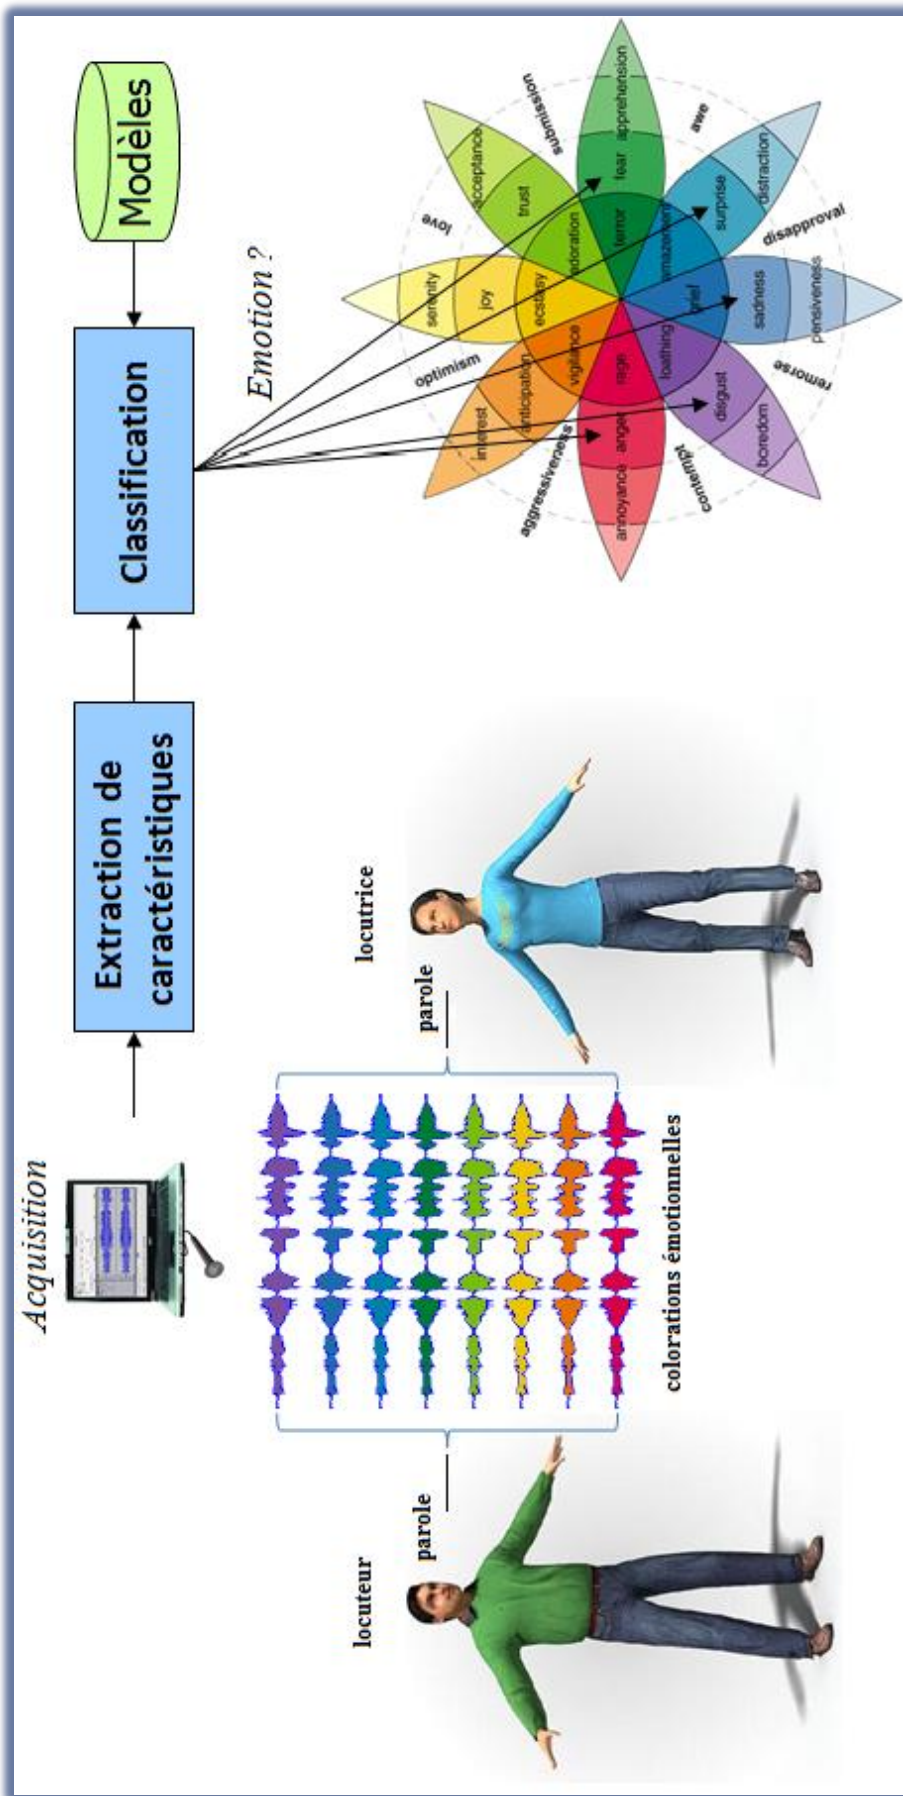 Acquisition
Extraction de
caractéristiques
Classification
Modèles
Emotion ?
locuteur
parole
colorations émotionnelles
locutrice
parole
optimism
love
submission
awe
disapproval
remorse
contempt
aggressiveness
serenity
joy
ecstasy
acceptance
trust
admoration
apprehension
fear
terror
distraction
surprise
amazement
pensiveness
sadness
grief
boredom
disgust
loathing
annoyance
anger
rage
interest
anticipation
vigilance